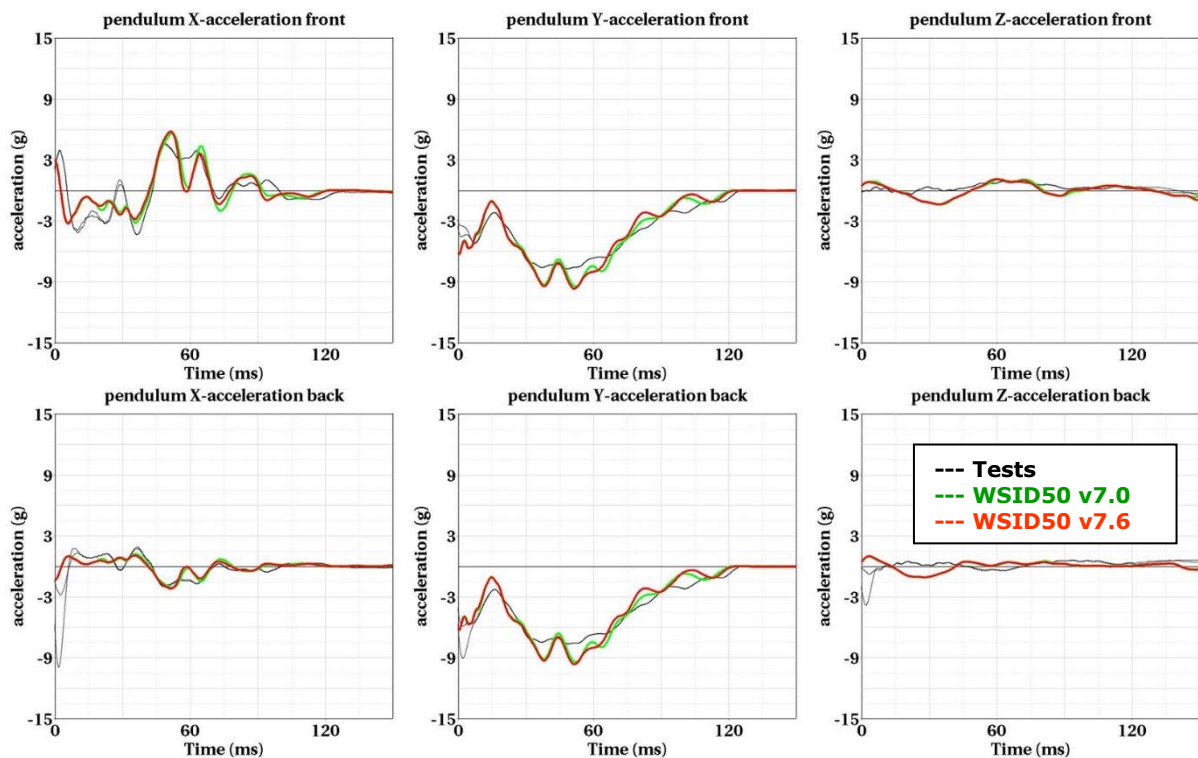 pendulum X-acceleration front
15
9
3
-3
-9
-15
acceleration (g)
0
60
120
Time (ms)
pendulum Y-acceleration front
15
9
3
-3
-9
-15
acceleration (g)
0
60
120
Time (ms)
pendulum Z-acceleration front
15
9
3
-3
-9
-15
acceleration (g)
0
60
120
Time (ms)
pendulum X-acceleration back
15
9
3
-3
-9
-15
acceleration (g)
0
60
120
Time (ms)
pendulum Y-acceleration back
15
9
3
-3
-9
-15
acceleration (g)
0
60
120
Time (ms)
pendulum Z-acceleration back
15
9
3
-3
-9
-15
acceleration (g)
0
60
120
Time (ms)
--- Tests
--- WSID50 v7.0
--- WSID50 v7.6